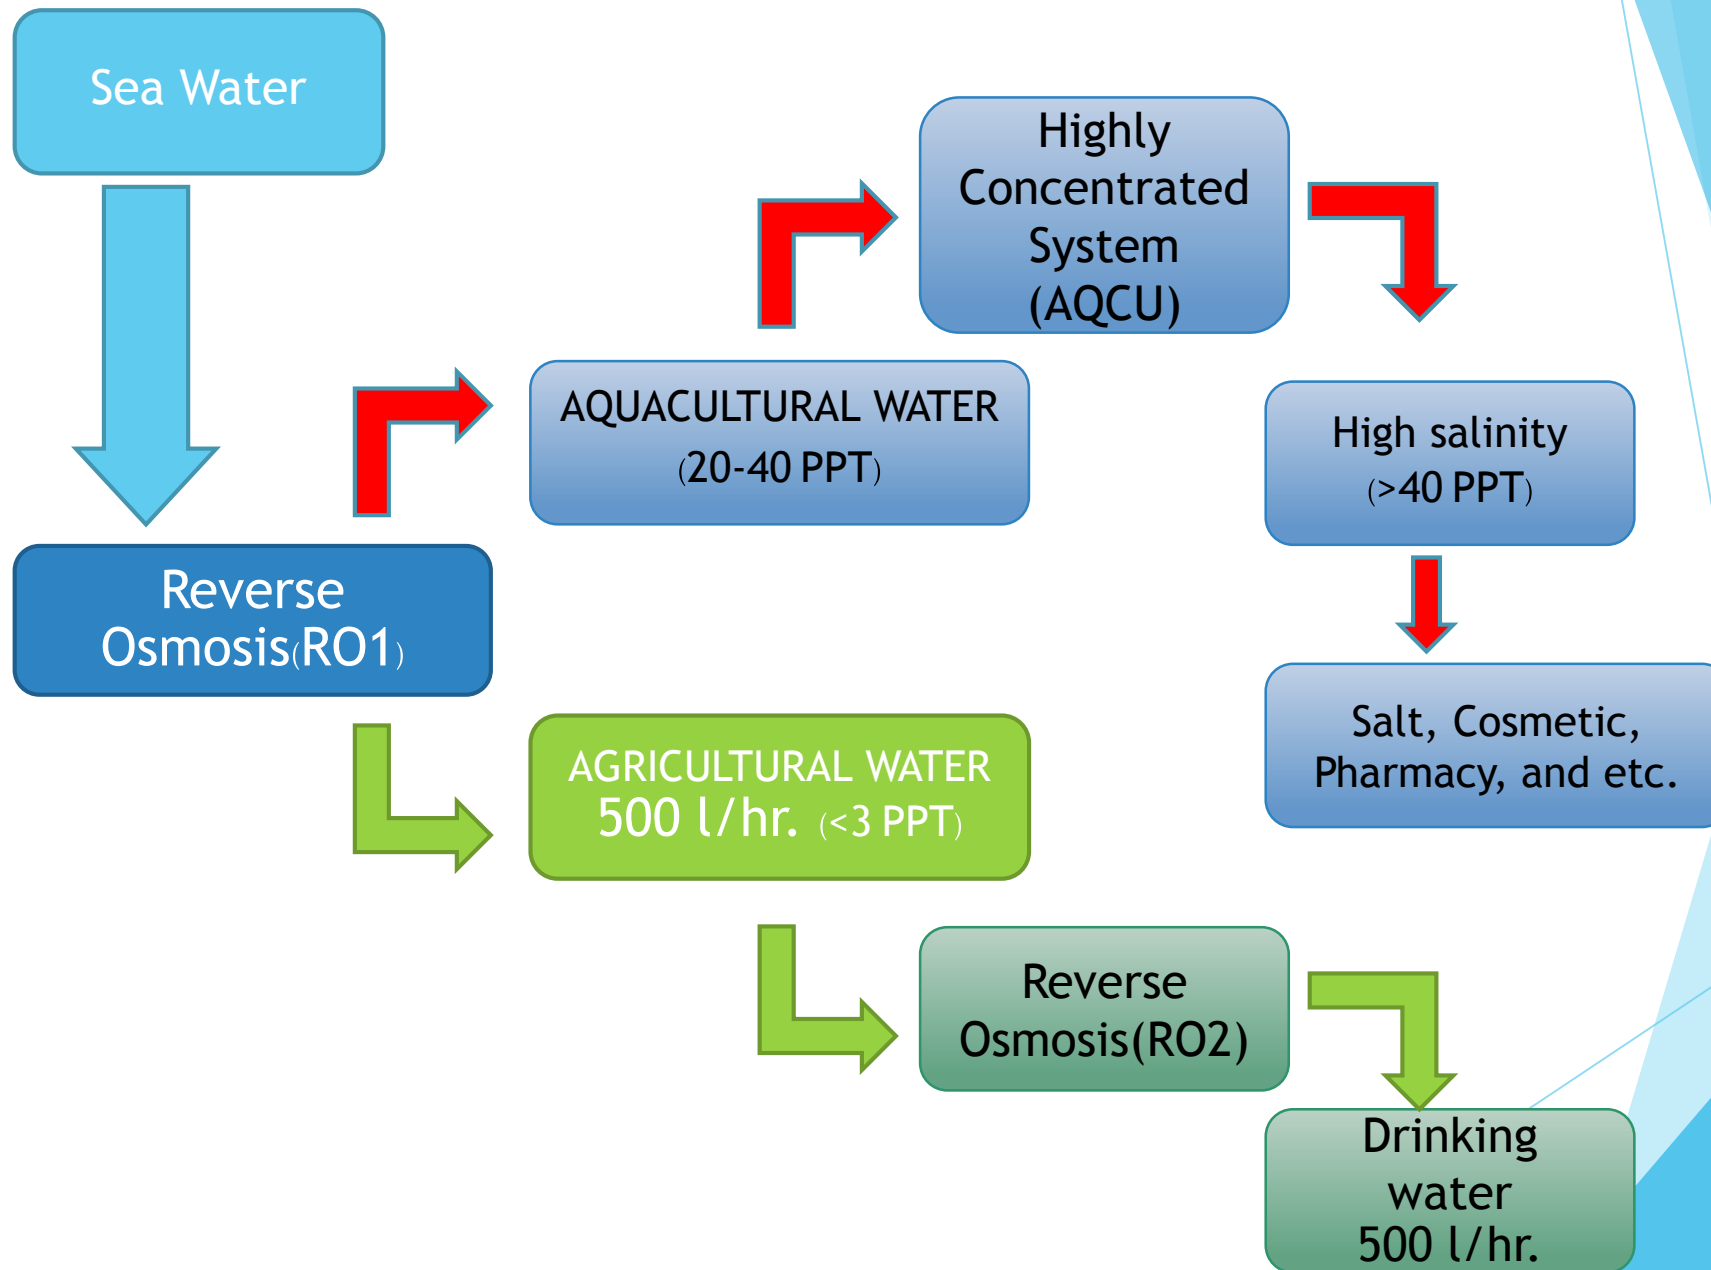 Sea Water
Reverse
Osmosis(RO1)
AQUACULTURAL WATER
(20-40 PPT)
Highly
Concentrated
System
(AQCU)
High salinity
(>40 PPT)
Salt, Cosmetic,
Pharmacy, and etc.
AGRICULTURAL WATER
500 l/hr. (<3 PPT)
Reverse
Osmosis(RO2)
Drinking
water
500 l/hr.